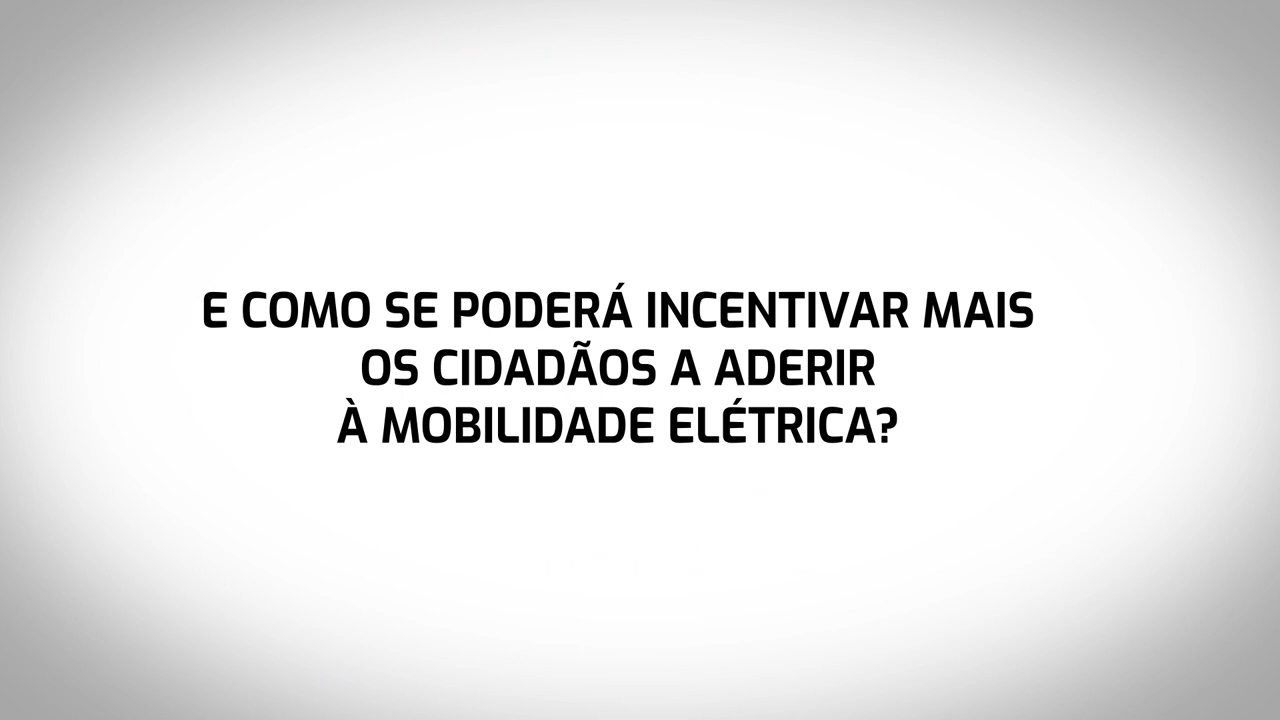 E COMO SE PODERÁ INCENTIVAR MAIS
OS CIDADÃOS A ADERIR
À MOBILIDADE ELÉTRICA?